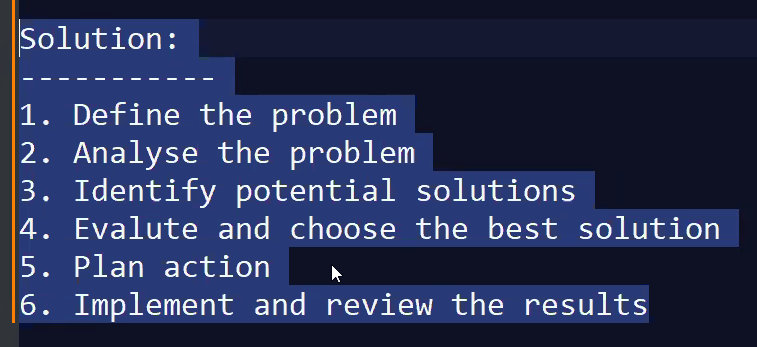 Solution:
-----------
1. Define the problem
2. Analyse the problem
3. Identify potential solutions
4. Evalute and choose the best solution
5. Plan action
6. Implement and review the results